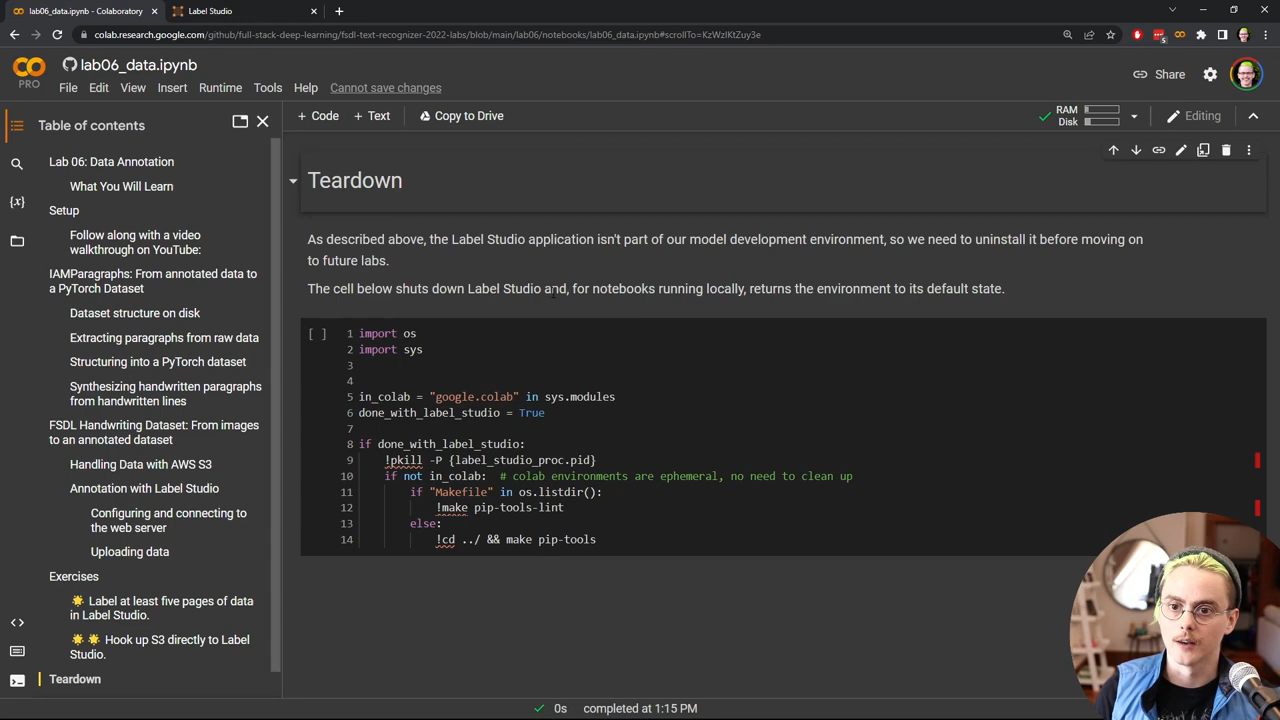 lab06_data.ipynb - Colaboratory
Label Studio
colab.research.google.com/github/full-stack-deep-learning/fsdl-text-recognizer-2022-labs/blob/main/lab06/notebooks/lab06_data.ipynb#scrollTo=KzWzlKtZuy3e
5
lab06_data.ipynb
PRO
File Edit View Insert Runtime Tools Help Cannot save changes
Share
Table of contents
+ Code + Text Copy to Drive
RAM
Disk
Editing
Lab 06: Data Annotation
What You Will Learn
Setup
Follow along with a video
walkthrough on YouTube:
IAMParagraphs: From annotated data to
a PyTorch Dataset
Dataset structure on disk
Extracting paragraphs from raw data
Structuring into a PyTorch dataset
Synthesizing handwritten paragraphs
from handwritten lines
FSDL Handwriting Dataset: From images
to an annotated dataset
Handling Data with AWS S3
Annotation with Label Studio
Configuring and connecting to
the web server
Uploading data
Exercises
🌟 Label at least five pages of data
in Label Studio.
🌟🌟 Hook up S3 directly to Label
Studio.
Teardown
Teardown
As described above, the Label Studio application isn't part of our model development environment, so we need to uninstall it before moving on
to future labs.
The cell below shuts down Label Studio and, for notebooks running locally, returns the environment to its default state.
[ ] 1 import os
2 import sys
3
4
5 in_colab = "google.colab" in sys.modules
6 done_with_label_studio = True
7
8 if done_with_label_studio:
9 !pkill -P {label_studio_proc.pid}
10 if not in_colab: # colab environments are ephemeral, no need to clean up
11 if "Makefile" in os.listdir():
12 !make pip-tools-lint
13 else:
14 !cd ../ && make pip-tools
0s completed at 1:15 PM